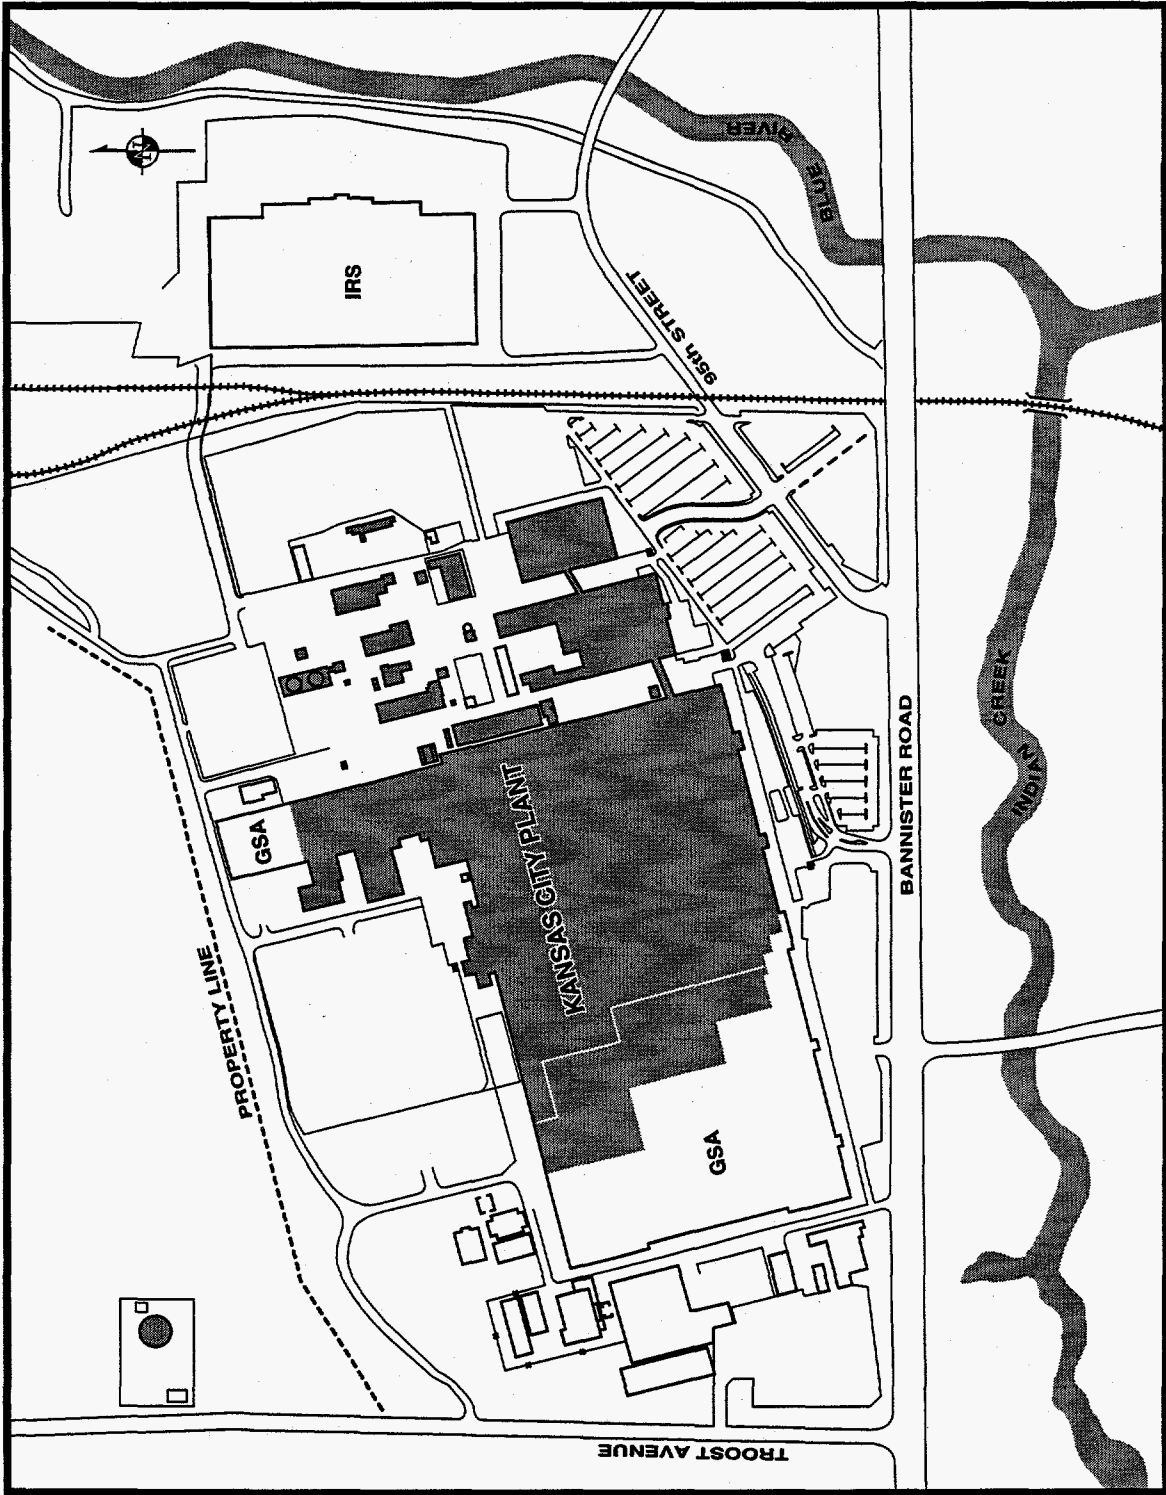 N
IRS
BLUE RIVER
95th STREET
GSA
KANSAS CITY PLANT
PROPERTY LINE
GSA
BANNISTER ROAD
INDIAN CREEK
TROOST AVENUE